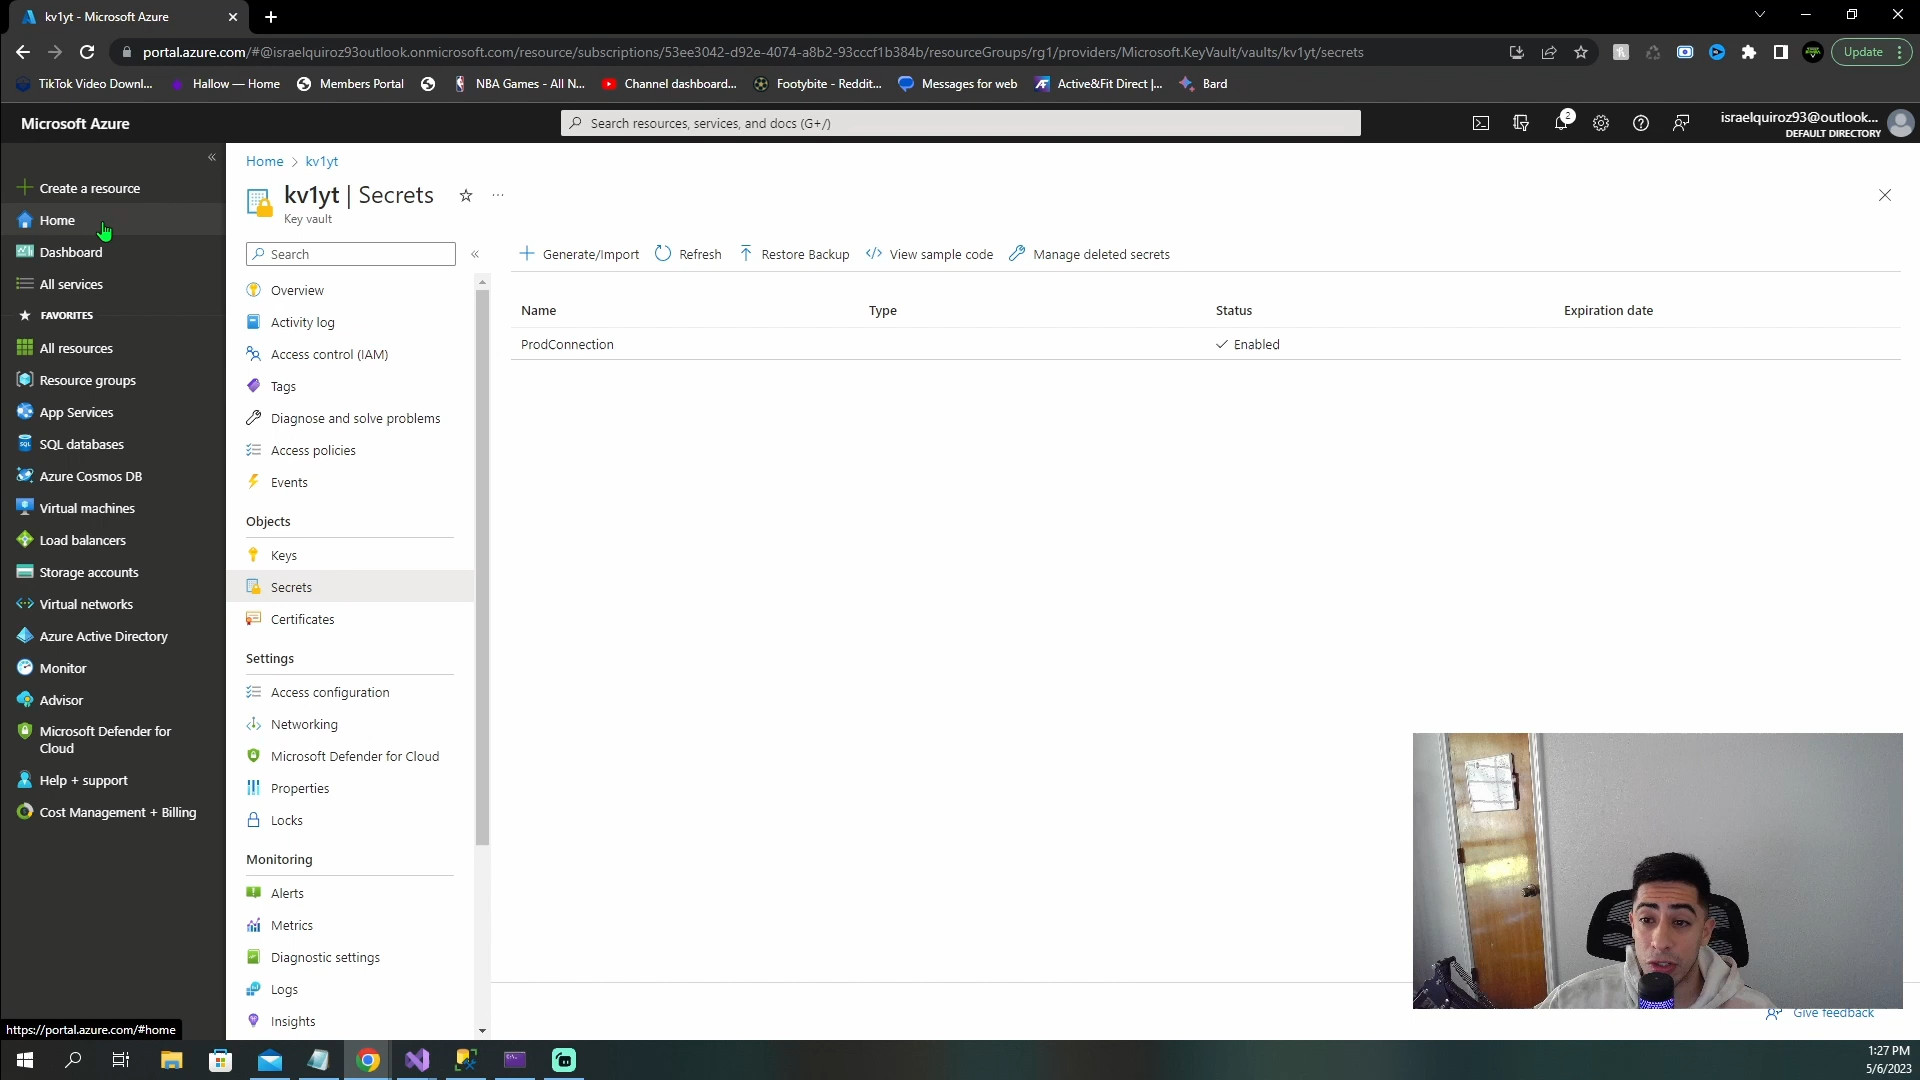 kv1yt - Microsoft Azure
portal.azure.com/#@israelquiroz93outlook.onmicrosoft.com/resource/subscriptions/53ee3042-d92e-4074-a8b2-93cccf1b384b/resourceGroups/rg1/providers/Microsoft.KeyVault/vaults/kv1yt/secrets
Update
TikTok Video Downl...
Hallow — Home
Members Portal
NBA Games - All N...
Channel dashboard...
Footybite - Reddit...
Messages for web
Active&Fit Direct |...
Bard
Microsoft Azure
Search resources, services, and docs (G+/)
2
israelquiroz93@outlook...
DEFAULT DIRECTORY
Create a resource
Home
Dashboard
All services
FAVORITES
All resources
Resource groups
App Services
SQL databases
Azure Cosmos DB
Virtual machines
Load balancers
Storage accounts
Virtual networks
Azure Active Directory
Monitor
Advisor
Microsoft Defender for
Cloud
Help + support
Cost Management + Billing
https://portal.azure.com/#home
Home > kv1yt
kv1yt | Secrets
Key vault
Search
Overview
Activity log
Access control (IAM)
Tags
Diagnose and solve problems
Access policies
Events
Objects
Keys
Secrets
Certificates
Settings
Access configuration
Networking
Microsoft Defender for Cloud
Properties
Locks
Monitoring
Alerts
Metrics
Diagnostic settings
Logs
Insights
Generate/Import
Refresh
Restore Backup
View sample code
Manage deleted secrets
Name
Type
Status
Expiration date
ProdConnection
Enabled
Give feedback
1:27 PM
5/6/2023